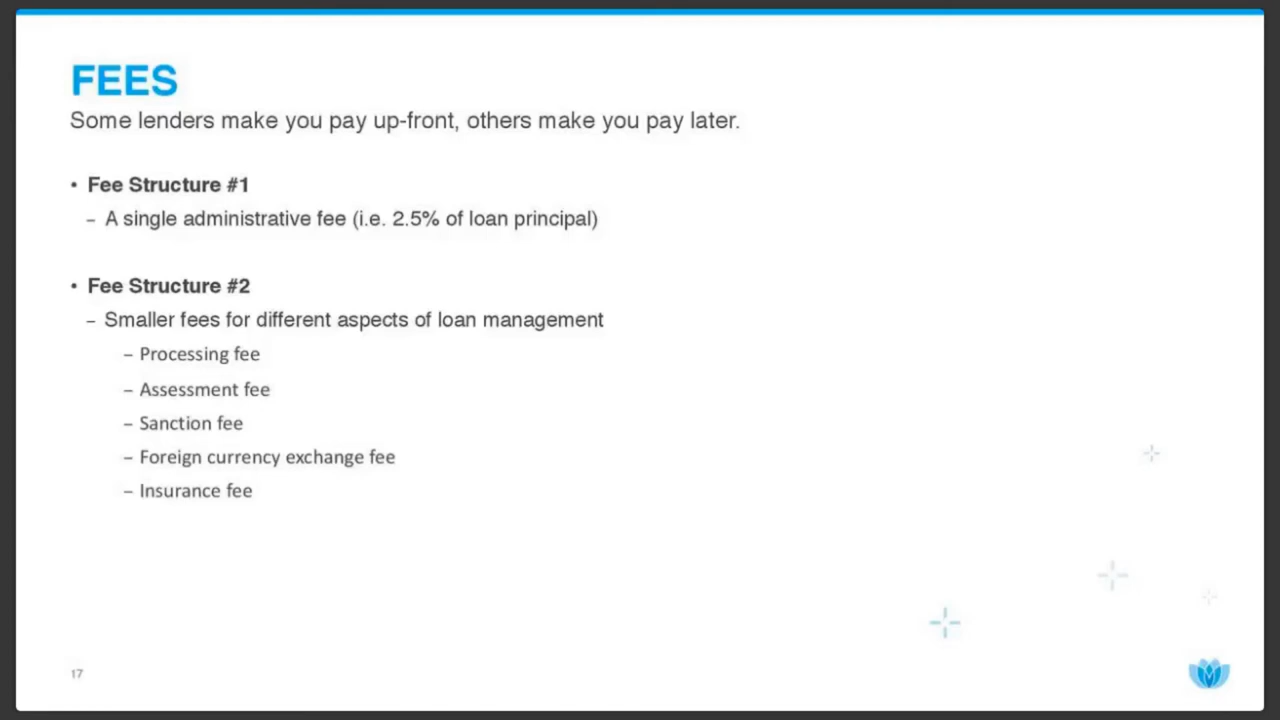 FEES
Some lenders make you pay up-front, others make you pay later.
• Fee Structure #1
– A single administrative fee (i.e. 2.5% of loan principal)
• Fee Structure #2
– Smaller fees for different aspects of loan management
– Processing fee
– Assessment fee
– Sanction fee
– Foreign currency exchange fee
– Insurance fee
17